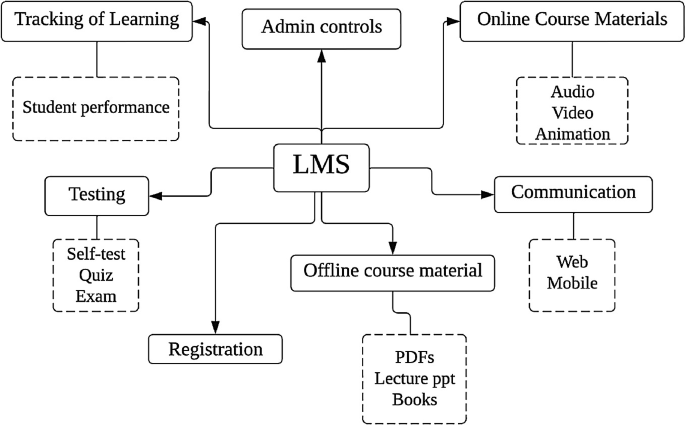 Tracking of Learning
Admin controls
Online Course Materials
Student performance
Audio
Video
Animation
LMS
Testing
Communication
Self-test
Quiz
Exam
Web
Mobile
Offline course material
Registration
PDFs
Lecture ppt
Books